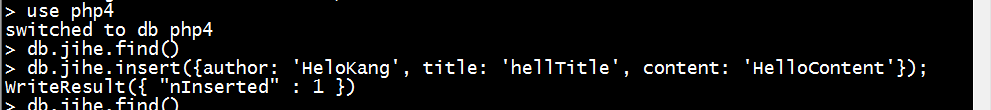 > use php4
switched to db php4
> db.jihe.find()
> db.jihe.insert({author: 'HeloKang', title: 'hellTitle', content: 'HelloContent'});
WriteResult({ "nInserted" : 1 })
> db.jihe.find()